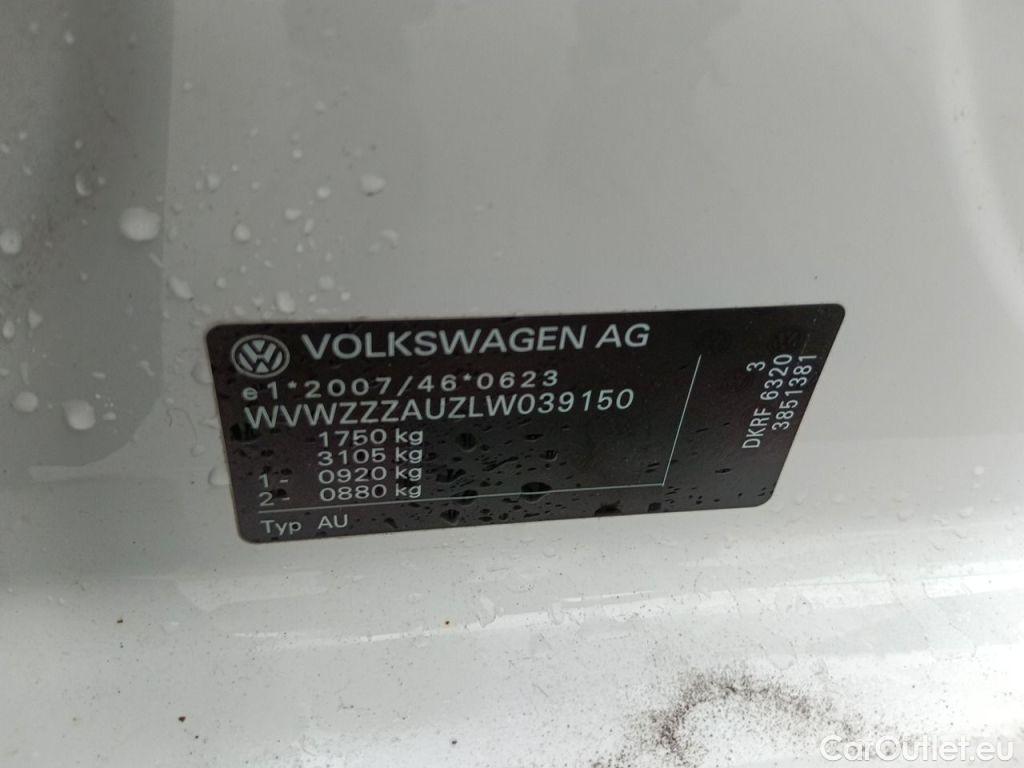 VOLKSWAGEN AG
e1*2007/46*0623
WVWZZZAUZLW039150
1750 kg
3105 kg
1- 0920 kg
2- 0880 kg
Typ AU
3
DKRF 6320
3851381
CarOutlet.eu